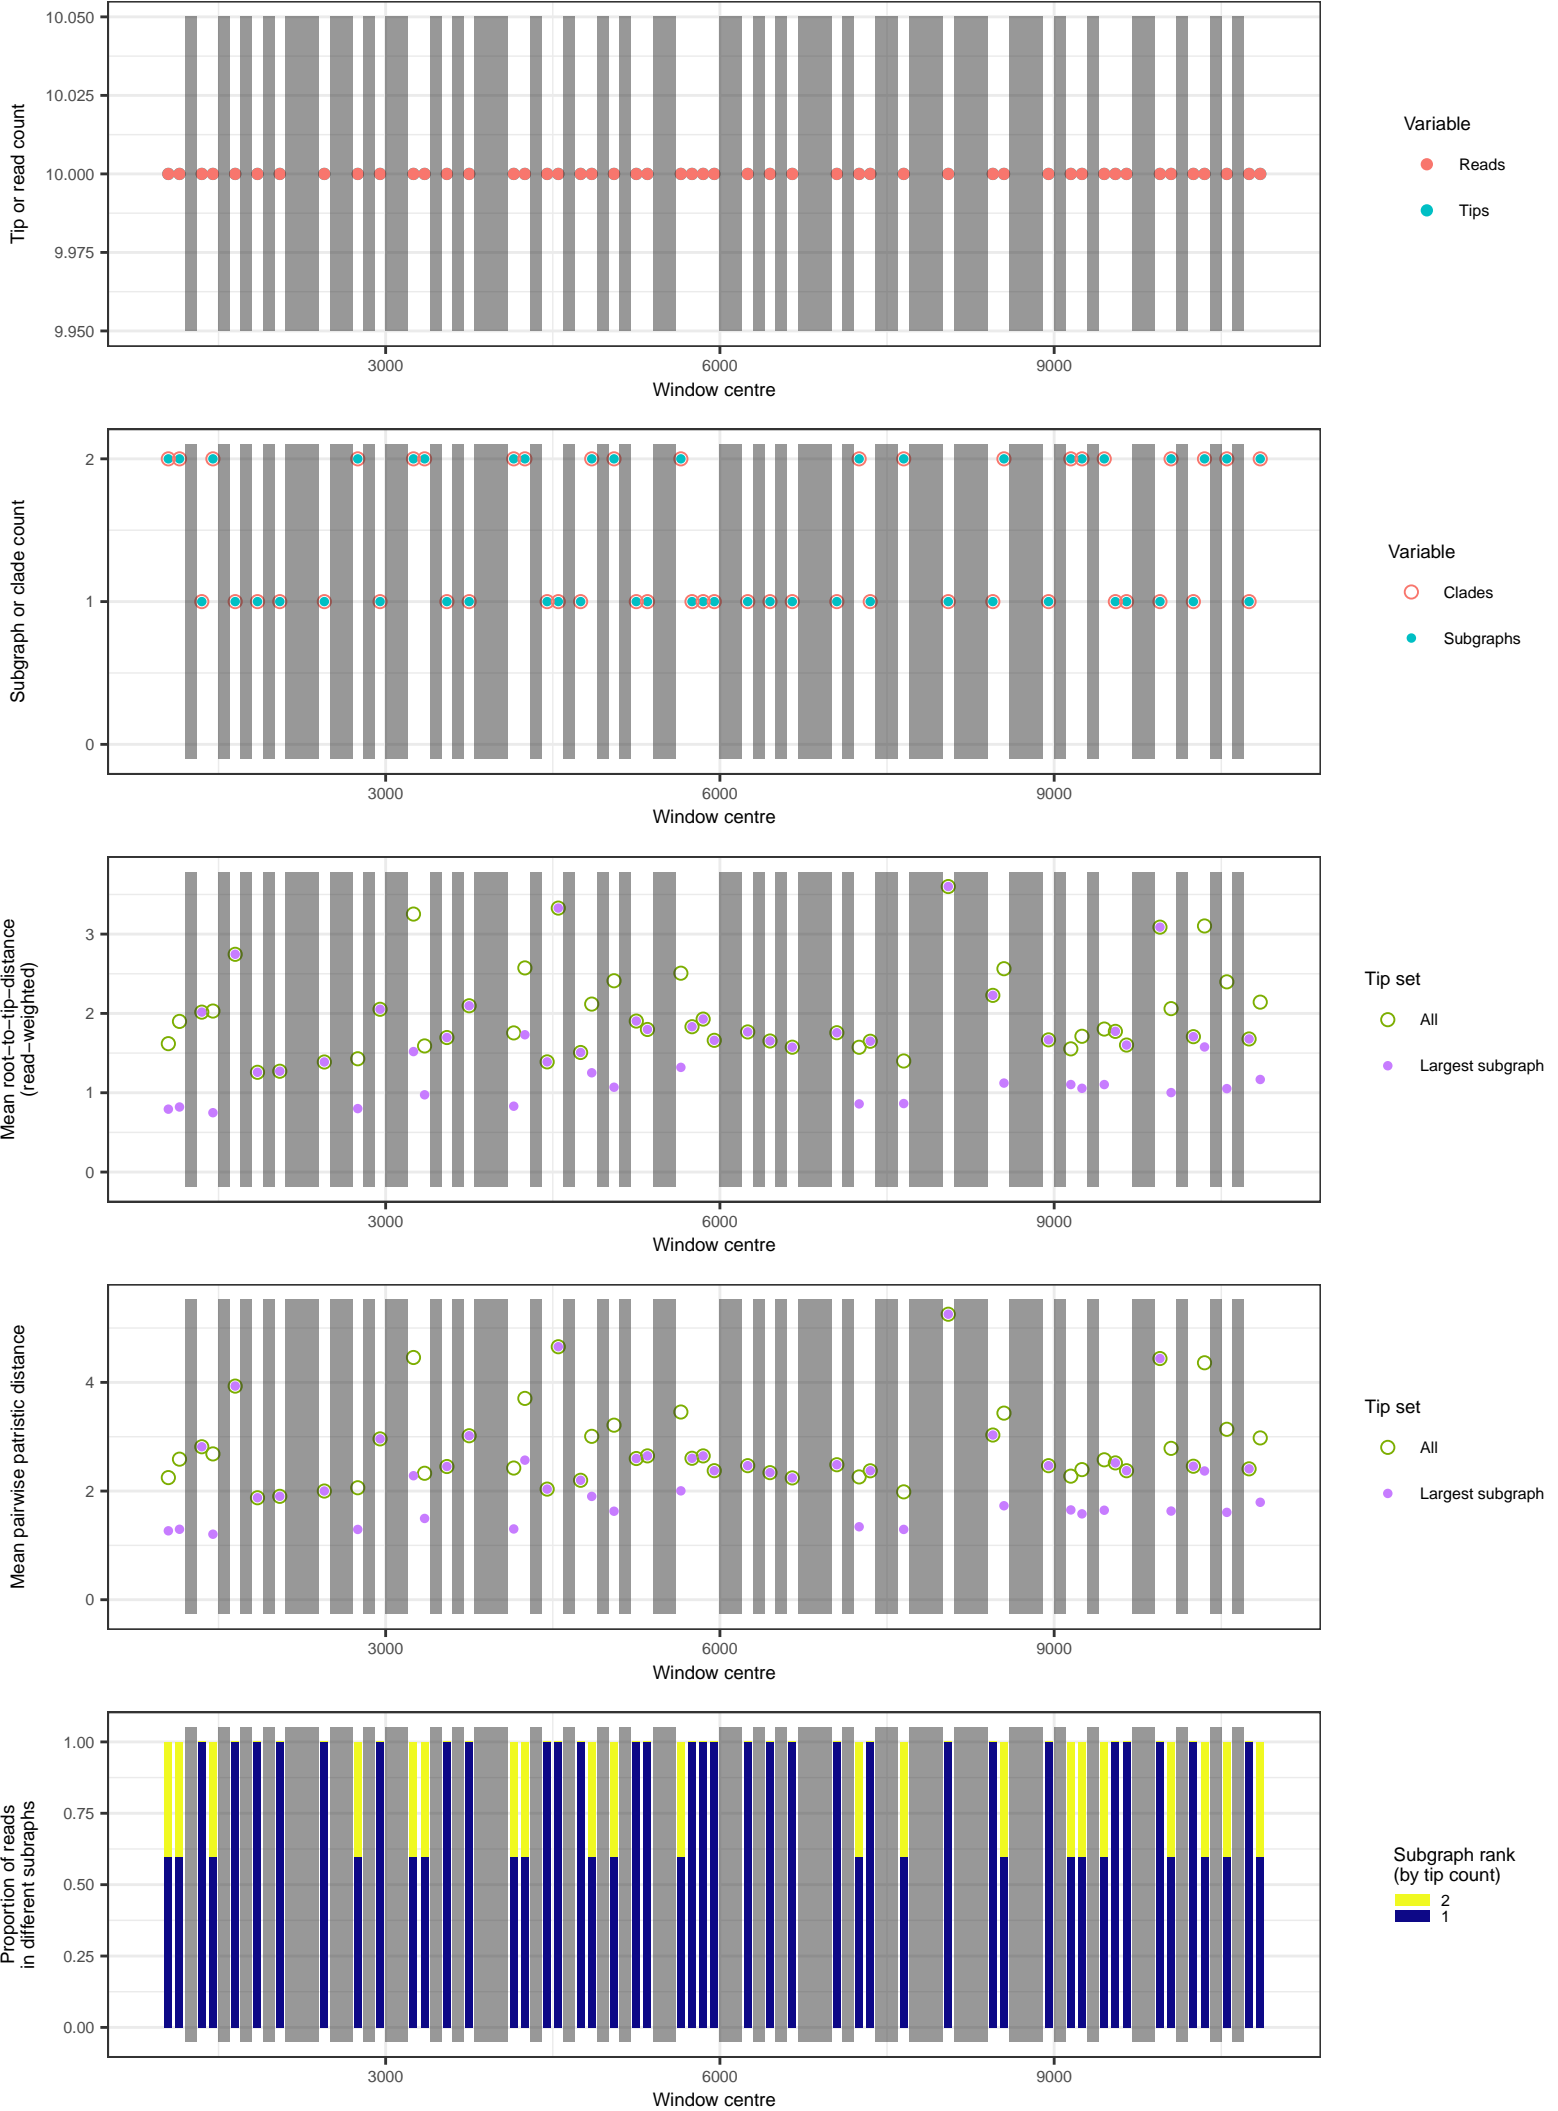 10.050
10.025
10.000
9.975
9.950
Tip or read count
3000 6000 9000
Window centre
Variable
Reads
Tips
2
1
0
Subgraph or clade count
3000 6000 9000
Window centre
Variable
Clades
Subgraphs
3
2
1
0
Mean root−to−tip−distance
(read−weighted)
3000 6000 9000
Window centre
Tip set
All
Largest subgraph
4
2
0
Mean pairwise patristic distance
3000 6000 9000
Window centre
Tip set
All
Largest subgraph
1.00
0.75
0.50
0.25
0.00
Proportion of reads
in different subraphs
3000 6000 9000
Window centre
Subgraph rank
(by tip count)
2
1